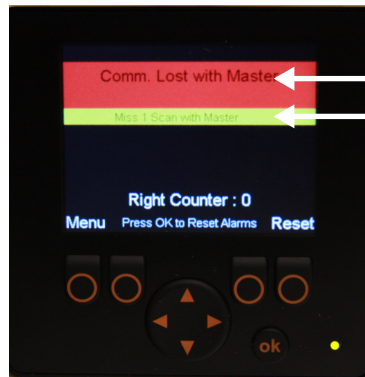 Comm. Lost with Master
Miss 1 Scan with Master
Right Counter : 0
Menu Press OK to Reset Alarms Reset
ok